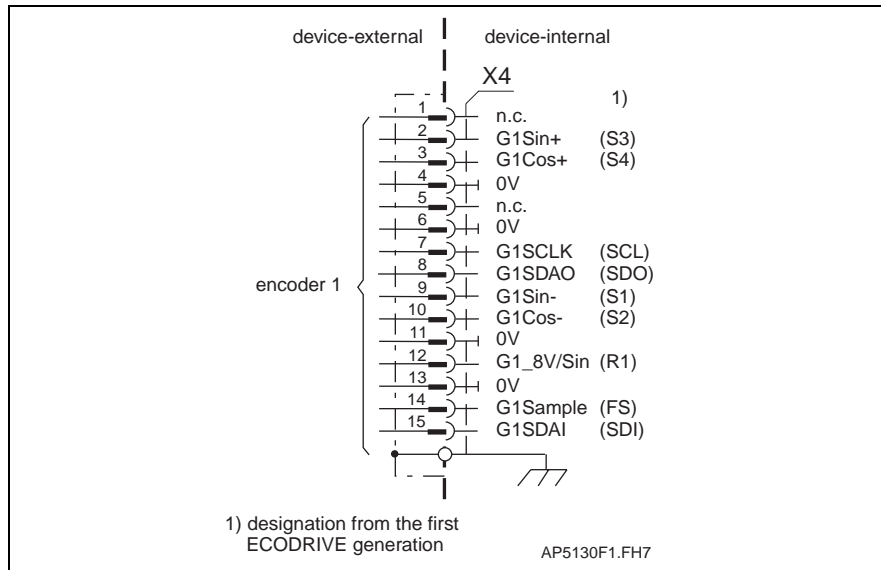 device-external device-internal
X4
1)
1 n.c.
2 G1Sin+ (S3)
3 G1Cos+ (S4)
4 0V
5 n.c.
6 0V
7 G1SCLK (SCL)
8 G1SDAO (SDO)
encoder 1
9 G1Sin- (S1)
10 G1Cos- (S2)
11 0V
12 G1_8V/Sin (R1)
13 0V
14 G1Sample (FS)
15 G1SDAI (SDI)
1) designation from the first
ECODRIVE generation
AP5130F1.FH7